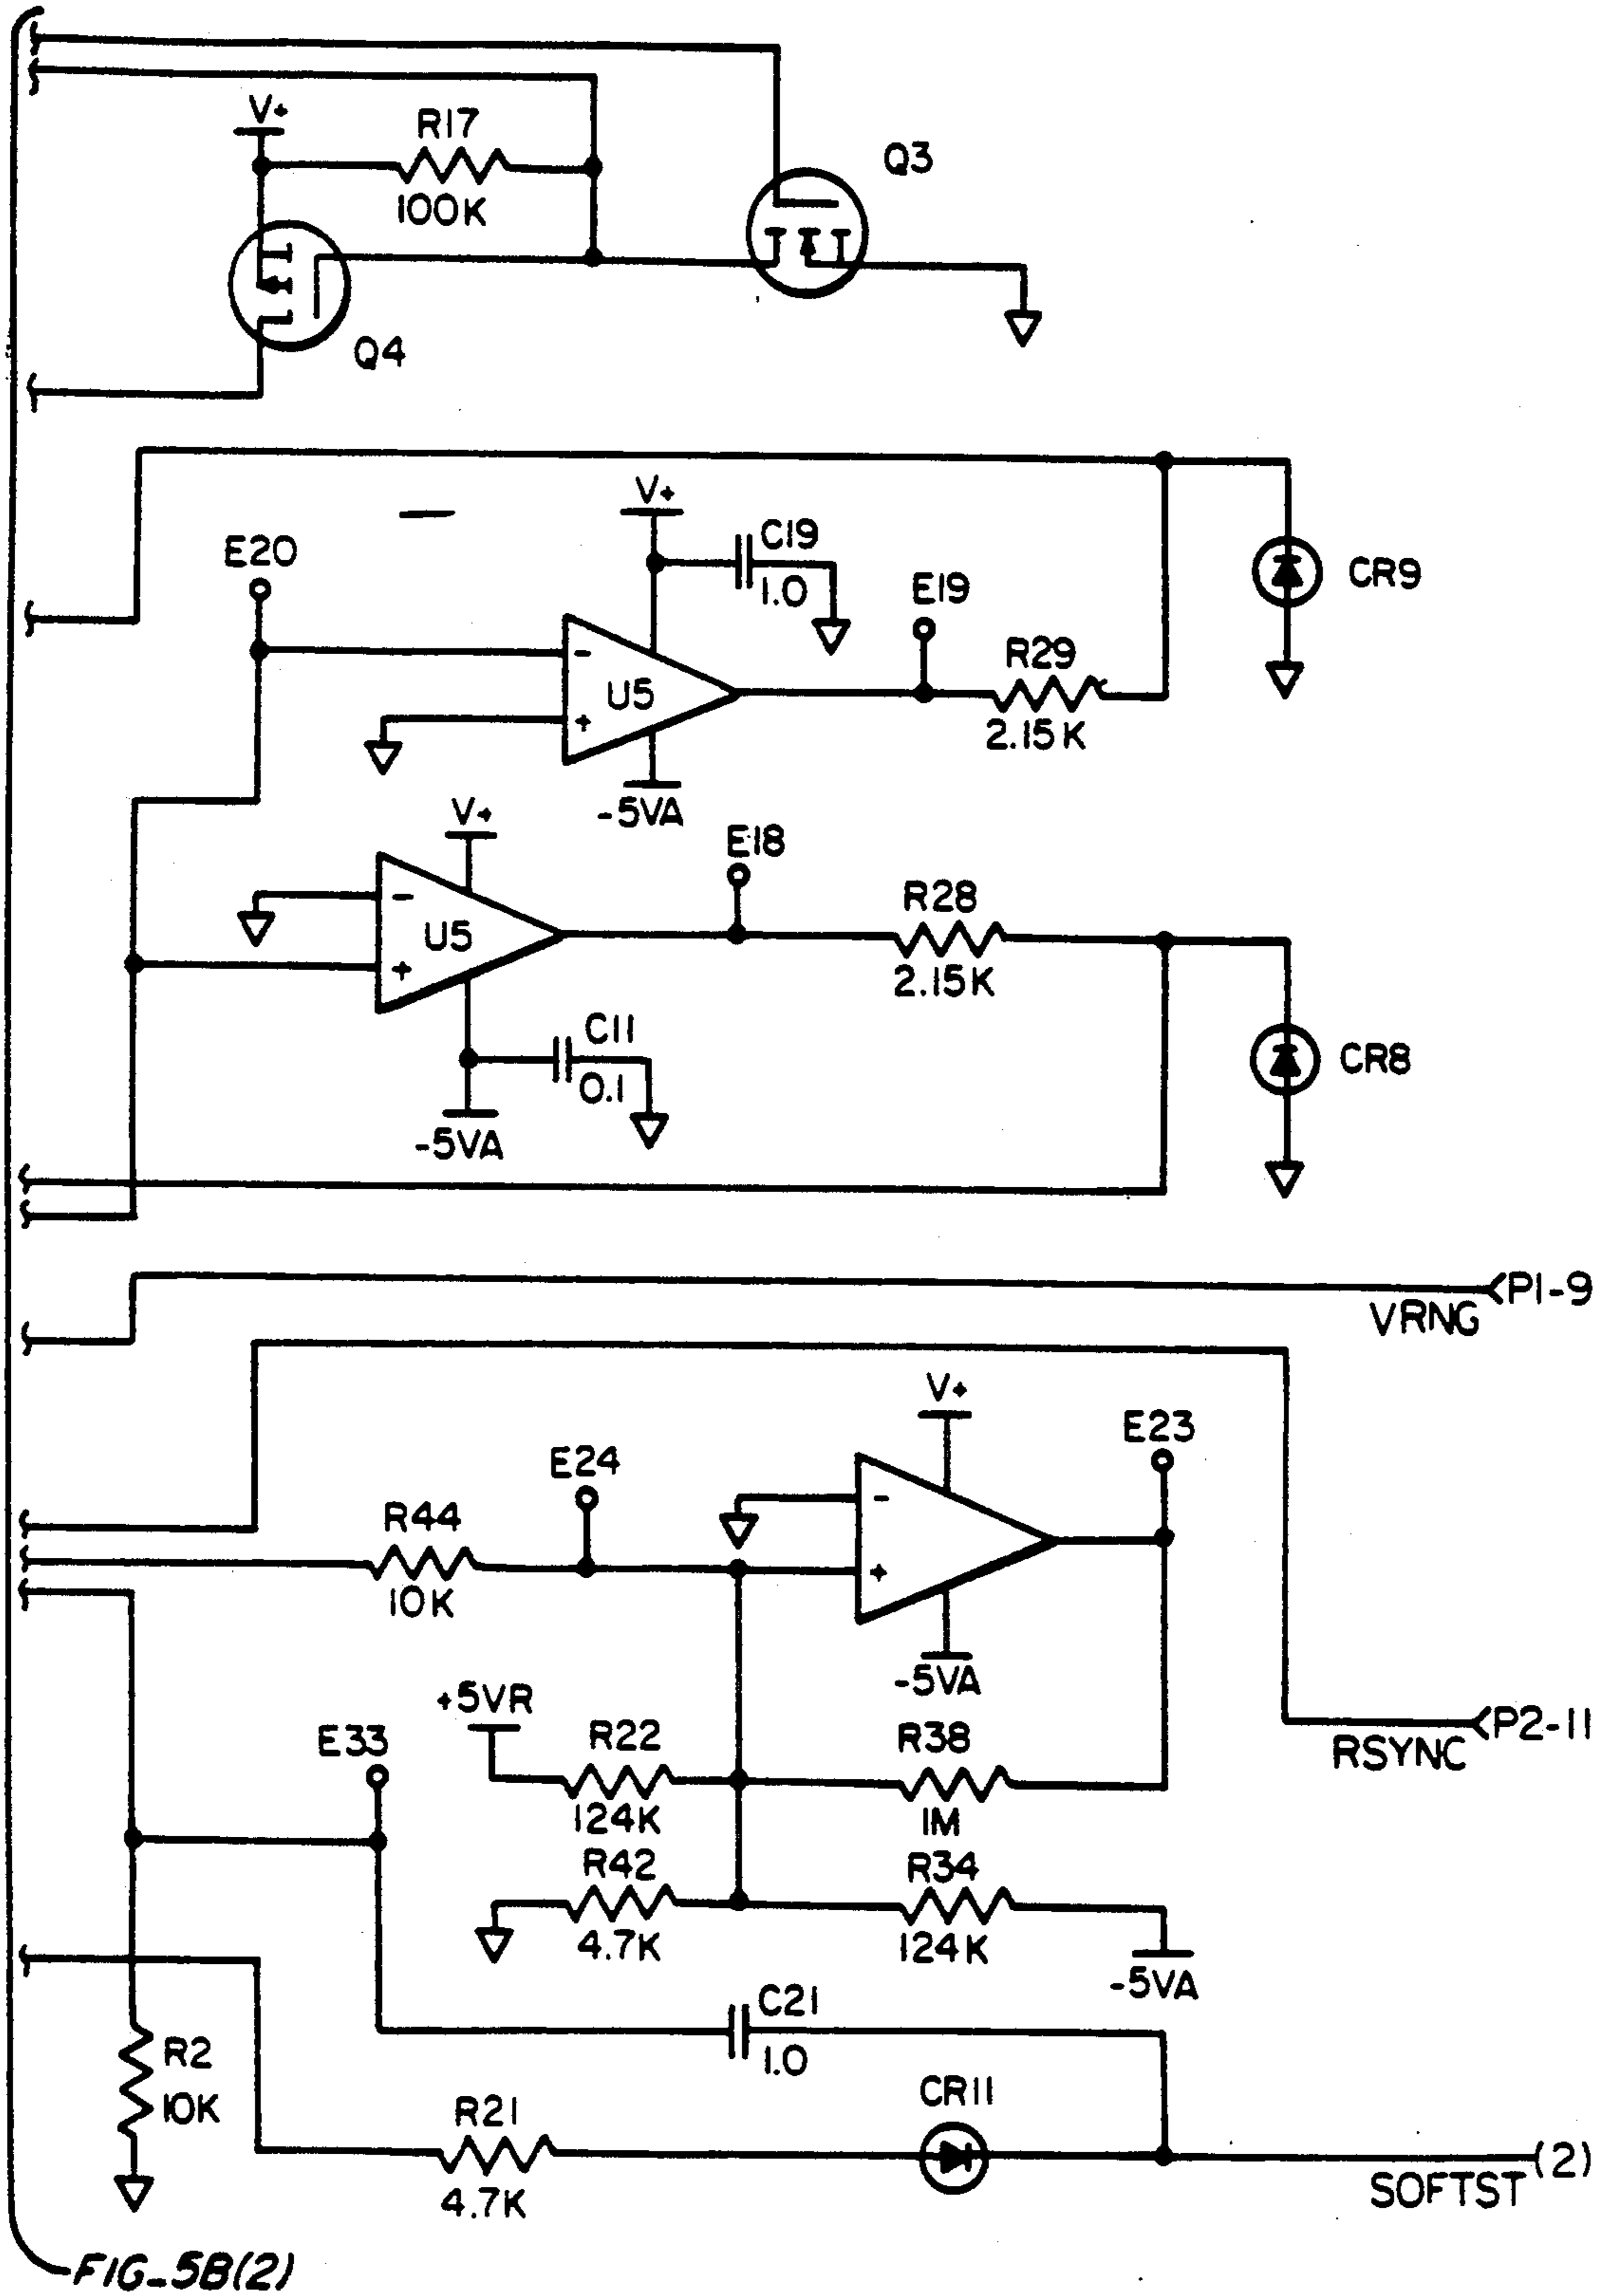 V+
R17
100K
Q3
Q4
V+
C19
1.0
E20
E19
CR9
-
U5
+
R29
2.15K
-5VA
V+
E18
-
U5
+
R28
2.15K
C11
0.1
CR8
-5VA
P1-9
VRNG
V+
E23
E24
-
R44
10K
+
-5VA
+5VR
P2-11
RSYNC
E33
R22
124K
R38
1M
R42
4.7K
R34
124K
-5VA
C21
1.0
R2
10K
CR11
R21
4.7K
(2)
SOFTST
FIG_5B(2)